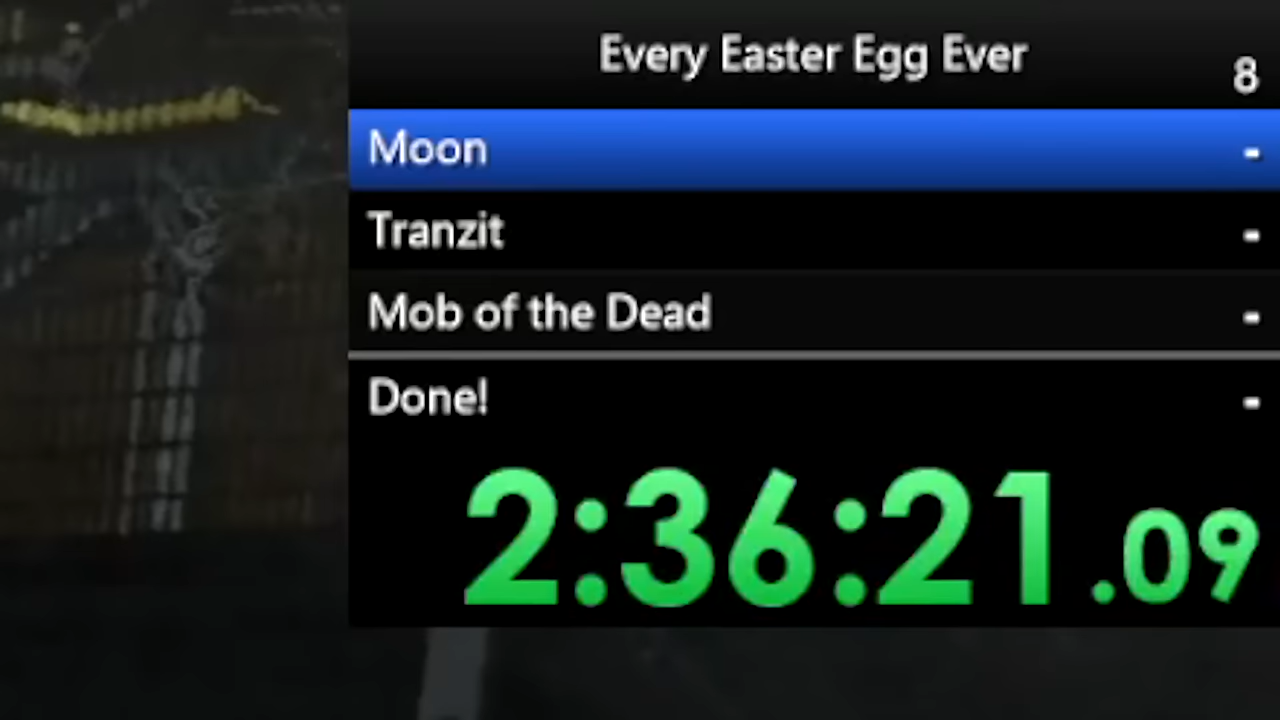 Every Easter Egg Ever
8
Moon -
Tranzit -
Mob of the Dead -
Done! -
2:36:21.09